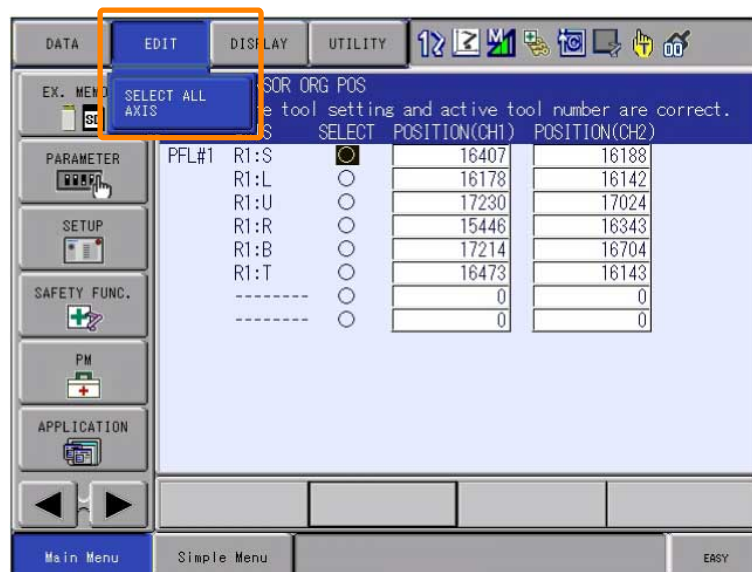 DATA EDIT DISPLAY UTILITY
EX. MEMO
SELECT ALL
AXIS
SOR ORG POS
e tool setting and active tool number are correct.
S SELECT POSITION(CH1) POSITION(CH2)
PFL#1 R1:S 16407 16188
R1:L 16178 16142
R1:U 17230 17024
R1:R 15446 16343
R1:B 17214 16704
R1:T 16473 16143
-------- 0 0
-------- 0 0
PARAMETER
SETUP
SAFETY FUNC.
PM
APPLICATION
Main Menu Simple Menu EASY